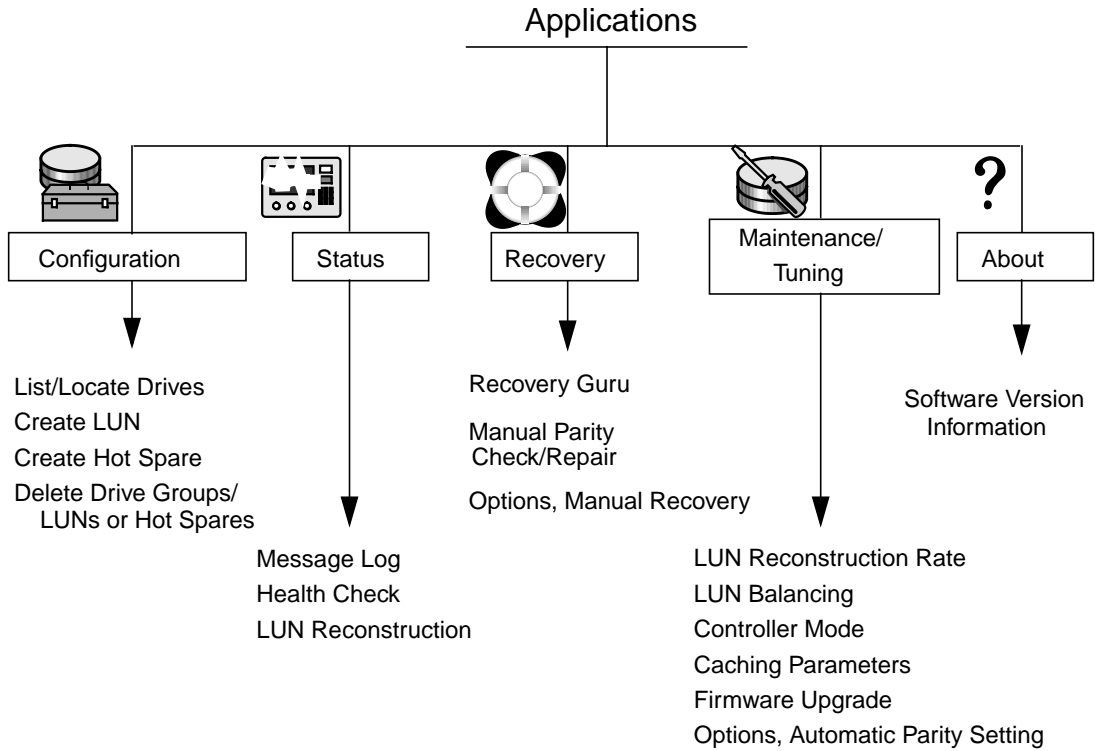 Applications
?
Configuration
Status
Recovery
Maintenance/
Tuning
About
List/Locate Drives
Create LUN
Create Hot Spare
Delete Drive Groups/
LUNs or Hot Spares
Message Log
Health Check
LUN Reconstruction
Recovery Guru
Manual Parity
Check/Repair
Options, Manual Recovery
LUN Reconstruction Rate
LUN Balancing
Controller Mode
Caching Parameters
Firmware Upgrade
Options, Automatic Parity Setting
Software Version
Information